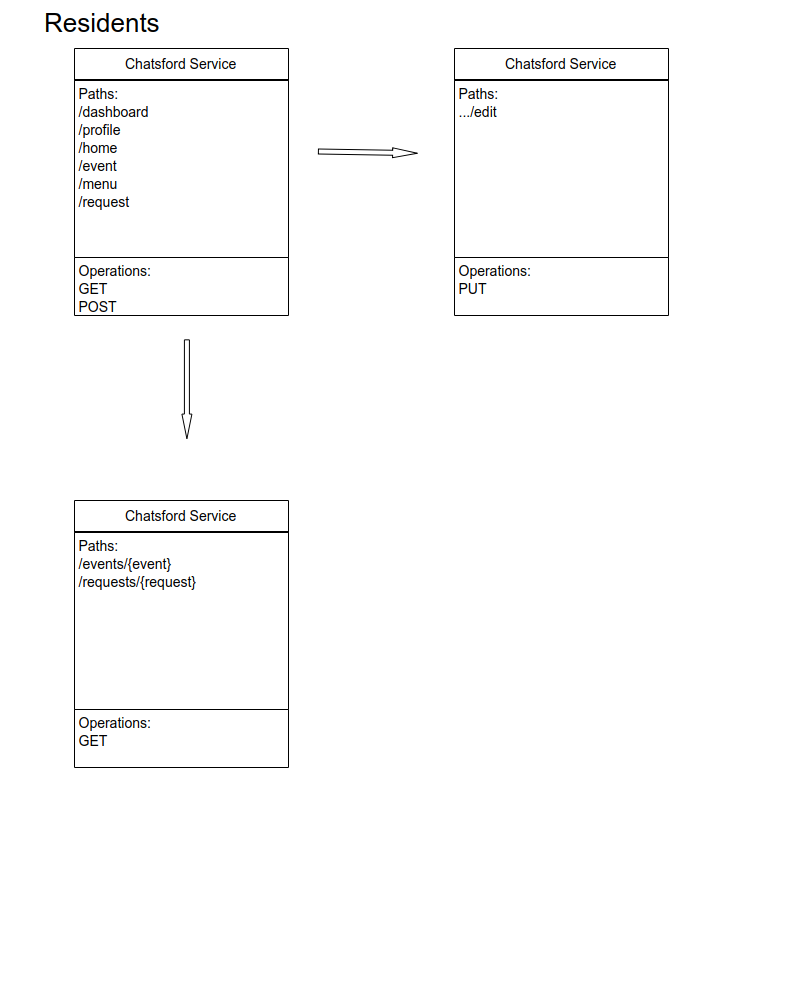 Residents
Chatsford Service
Paths:
/dashboard
/profile
/home
/event
/menu
/request
Operations:
GET
POST
Chatsford Service
Paths:
.../edit
Operations:
PUT
Chatsford Service
Paths:
/events/{event}
/requests/{request}
Operations:
GET